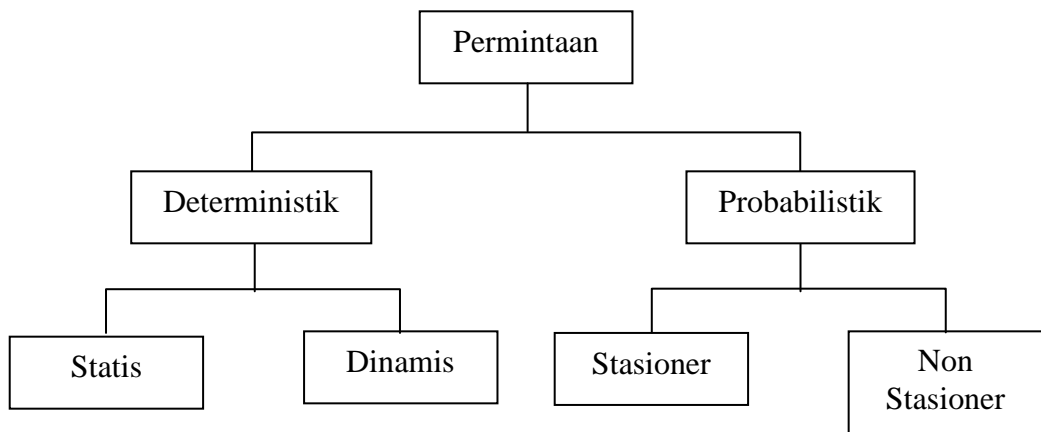 Permintaan
Deterministik
Probabilistik
Statis
Dinamis
Stasioner
Non
Stasioner